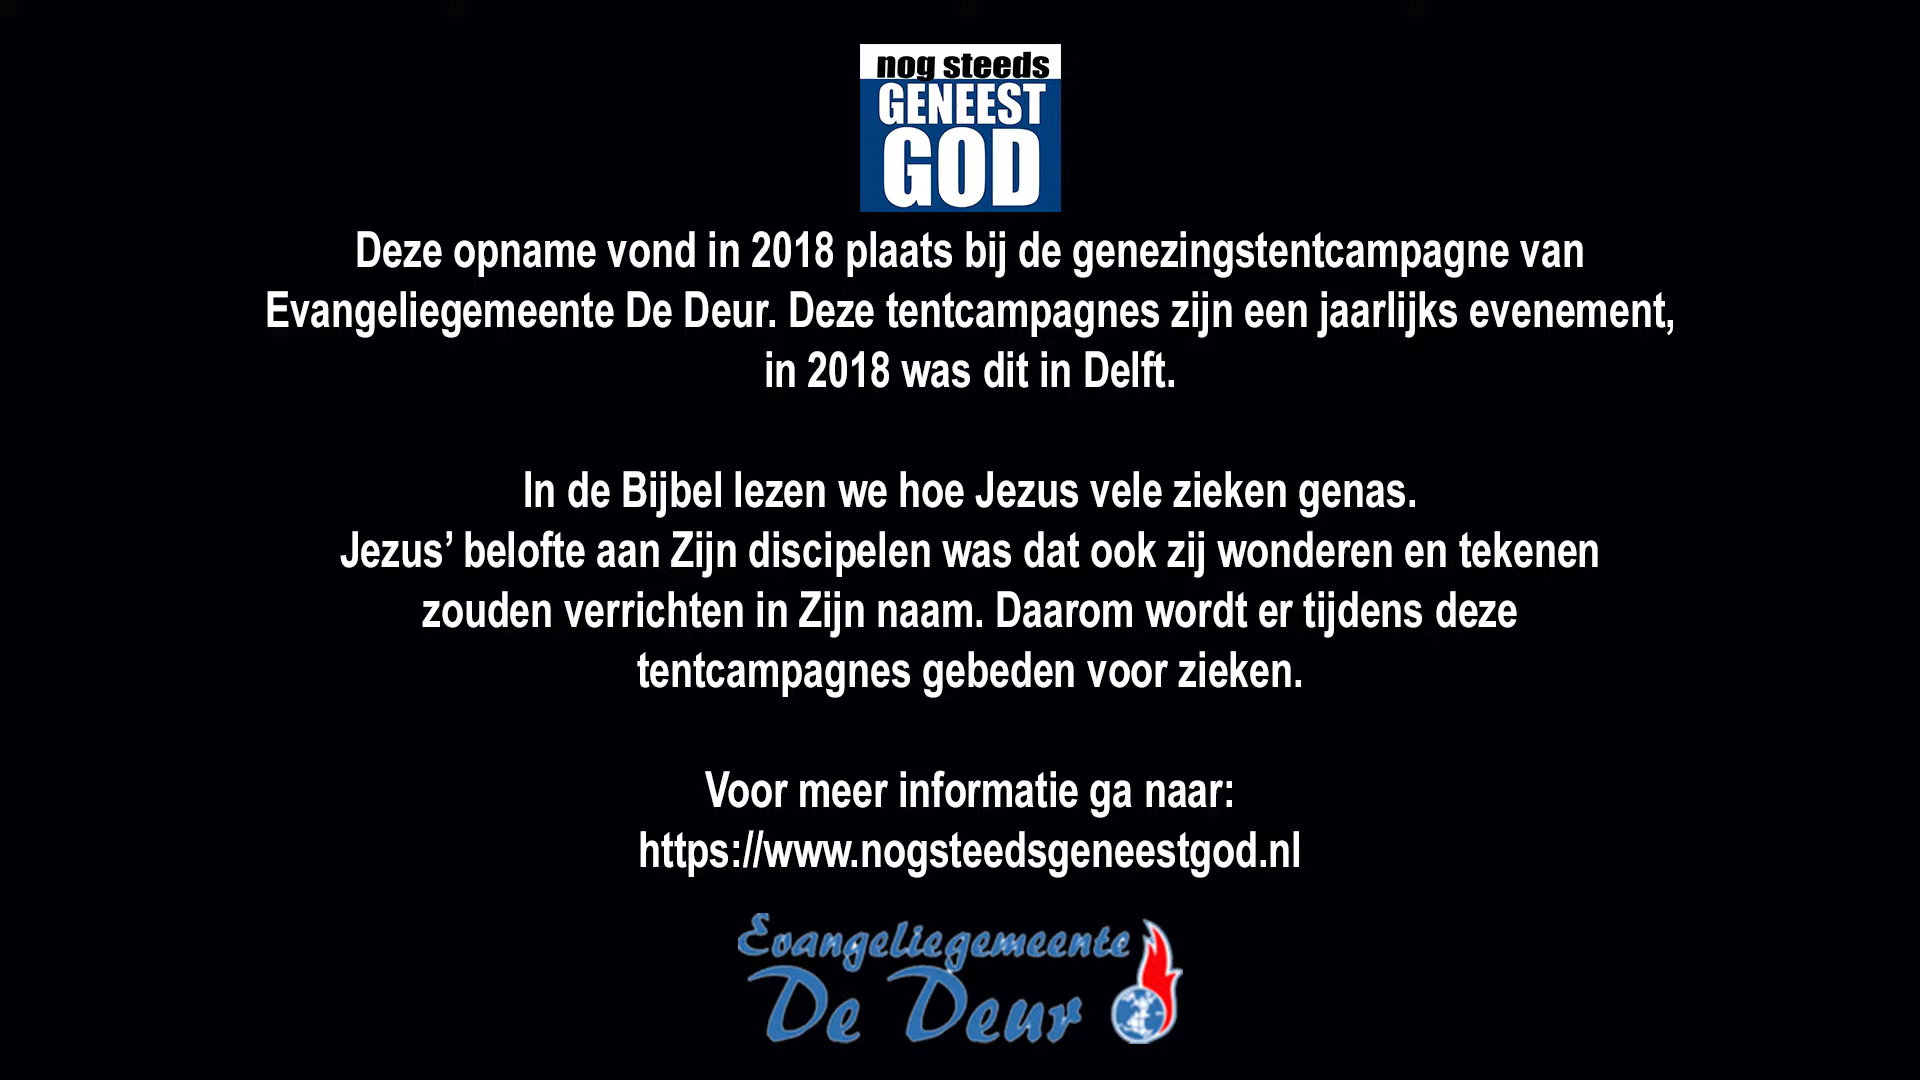 nog steeds
GENEEST
GOD
Deze opname vond in 2018 plaats bij de genezingstentcampagne van
Evangeliegemeente De Deur. Deze tentcampagnes zijn een jaarlijks evenement,
in 2018 was dit in Delft.
In de Bijbel lezen we hoe Jezus vele zieken genas.
Jezus’ belofte aan Zijn discipelen was dat ook zij wonderen en tekenen
zouden verrichten in Zijn naam. Daarom wordt er tijdens deze
tentcampagnes gebeden voor zieken.
Voor meer informatie ga naar:
https://www.nogsteedsgeneestgod.nl
Evangeliegemeente
De Deur